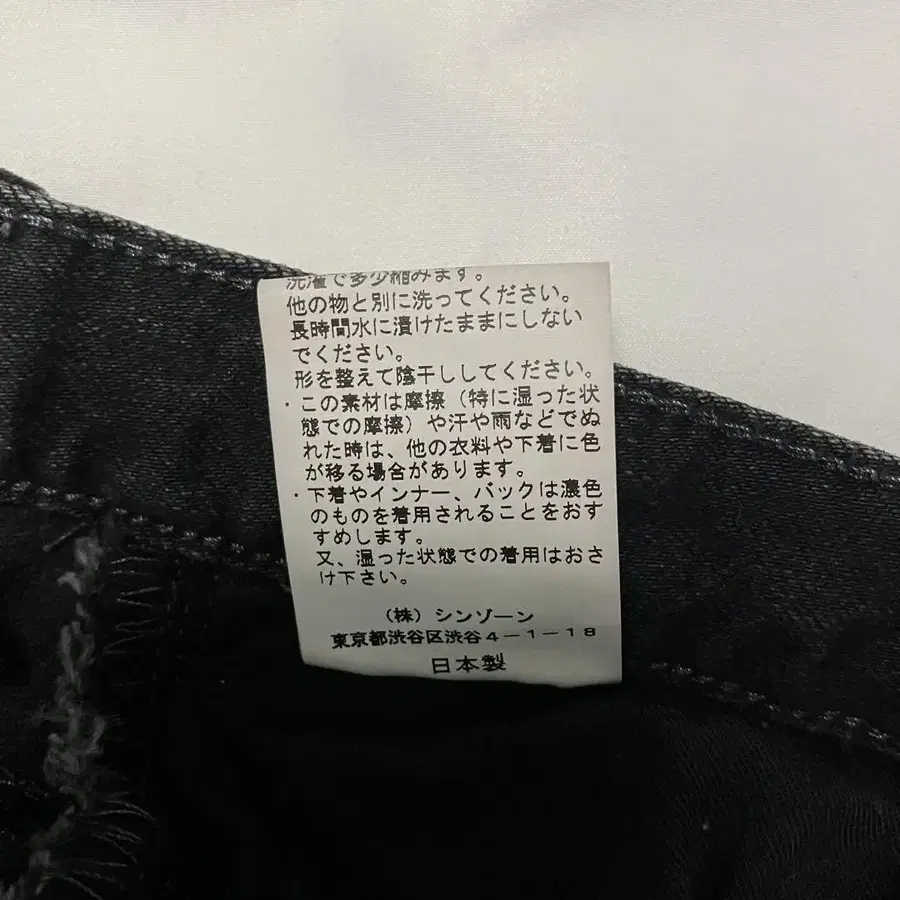 洗濯で多少縮みます。
他の物と別に洗ってください。
長時間水に漬けたままにしない
でください。
形を整えて陰干ししてください。
・この素材は摩擦（特に湿った状
態での摩擦）や汗や雨などでぬ
れた時は、他の衣料や下着に色
が移る場合があります。
・下着やインナー、バックは濃色
のものを着用されることをおす
すめします。
又、湿った状態での着用はおさ
け下さい。
（株）シンゾーン
東京都渋谷区渋谷４－１－１８
日本製